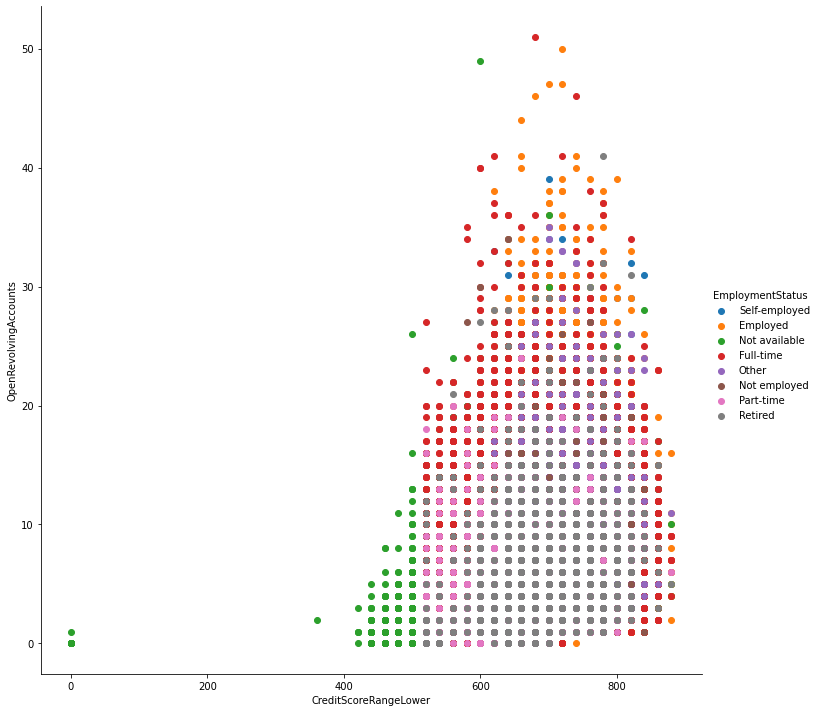 50
40
30
20
10
0
OpenRevolvingAccounts
0 200 400 600 800
CreditScoreRangeLower
EmploymentStatus
Self-employed
Employed
Not available
Full-time
Other
Not employed
Part-time
Retired